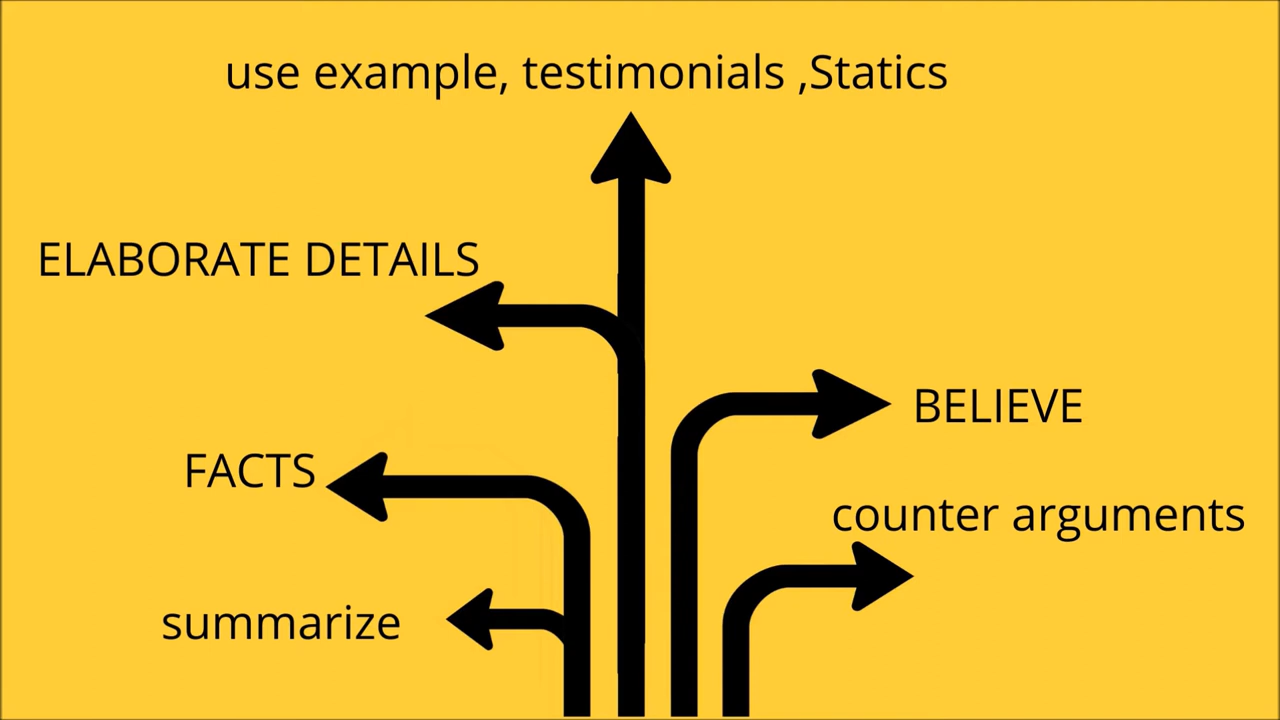 use example, testimonials ,Statics
ELABORATE DETAILS
BELIEVE
FACTS
counter arguments
summarize